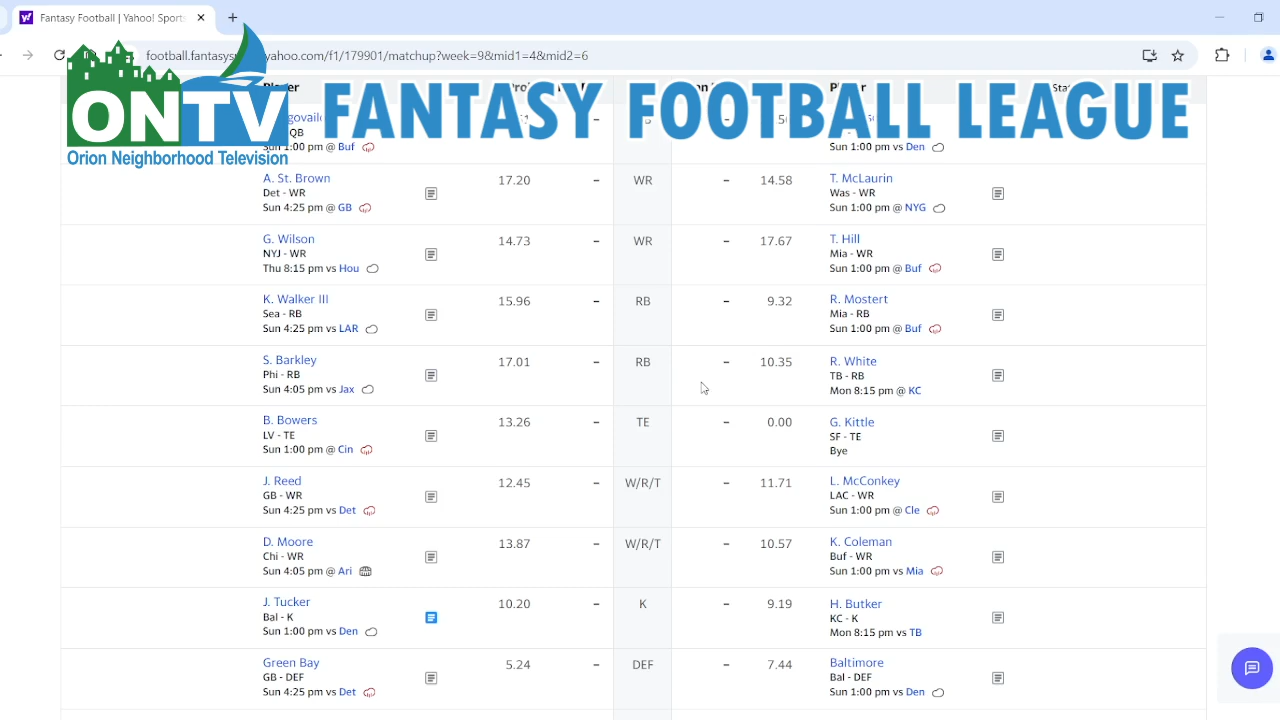 Fantasy Football | Yahoo! Sports
football.fantasys yahoo.com/f1/179901/matchup?week=9&mid1=4&mid2=6
ONTV
Orion Neighborhood Television
FANTASY FOOTBALL LEAGUE
QB
Sun 1:00 pm @ Buf
Sun 1:00 pm vs Den
A. St. Brown 17.20 – WR – 14.58 T. McLaurin
Det - WR Was - WR
Sun 4:25 pm @ GB Sun 1:00 pm @ NYG
G. Wilson 14.73 – WR – 17.67 T. Hill
NYJ - WR Mia - WR
Thu 8:15 pm vs Hou Sun 1:00 pm @ Buf
K. Walker III 15.96 – RB – 9.32 R. Mostert
Sea - RB Mia - RB
Sun 4:25 pm vs LAR Sun 1:00 pm @ Buf
S. Barkley 17.01 – RB – 10.35 R. White
Phi - RB TB - RB
Sun 4:05 pm vs Jax Mon 8:15 pm @ KC
B. Bowers 13.26 – TE – 0.00 G. Kittle
LV - TE SF - TE
Sun 1:00 pm @ Cin Bye
J. Reed 12.45 – W/R/T – 11.71 L. McConkey
GB - WR LAC - WR
Sun 4:25 pm vs Det Sun 1:00 pm @ Cle
D. Moore 13.87 – W/R/T – 10.57 K. Coleman
Chi - WR Buf - WR
Sun 4:05 pm @ Ari Sun 1:00 pm vs Mia
J. Tucker 10.20 – K – 9.19 H. Butker
Bal - K KC - K
Sun 1:00 pm vs Den Mon 8:15 pm vs TB
Green Bay 5.24 – DEF – 7.44 Baltimore
GB - DEF Bal - DEF
Sun 4:25 pm vs Det Sun 1:00 pm vs Den